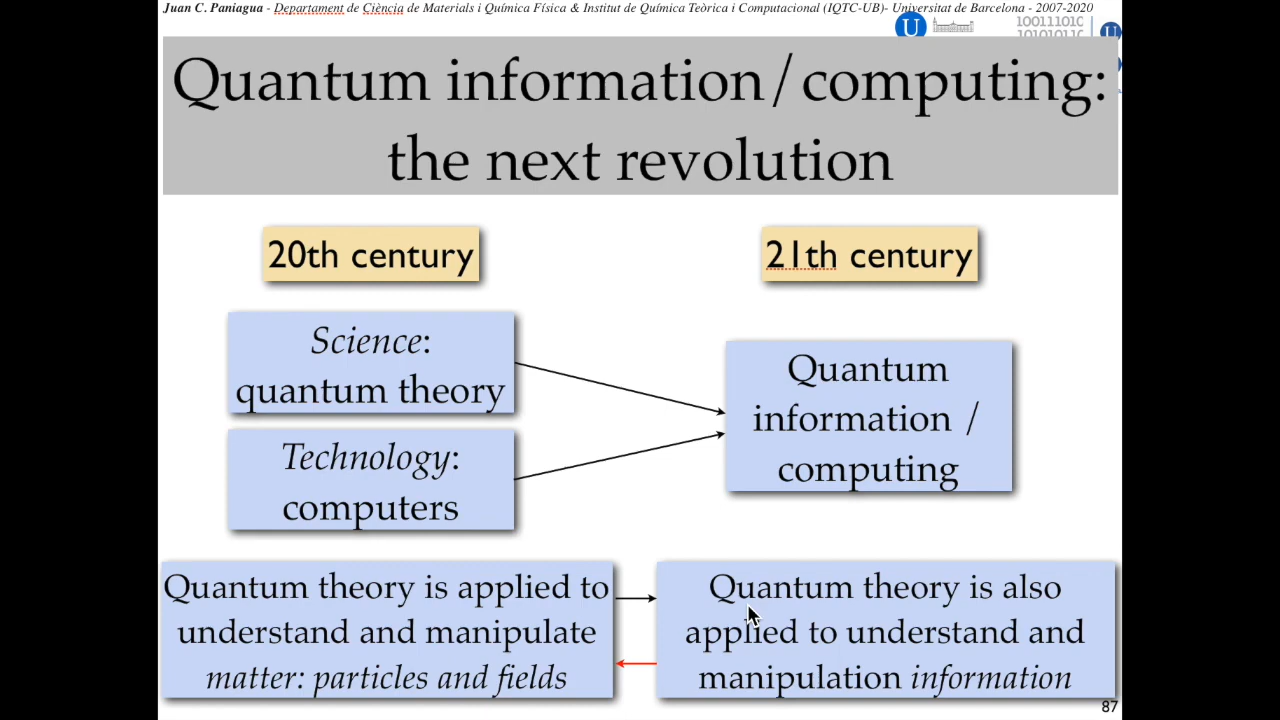 Juan C. Paniagua - Departament de Ciència de Materials i Química Física & Institut de Química Teòrica i Computacional (IQTC-UB)- Universitat de Barcelona - 2007-2020
U
100111010
101010110
U
Quantum information/computing:
the next revolution
20th century
21th century
Science:
quantum theory
Technology:
computers
Quantum
information /
computing
Quantum theory is applied to
understand and manipulate
matter: particles and fields
Quantum theory is also
applied to understand and
manipulation information
87